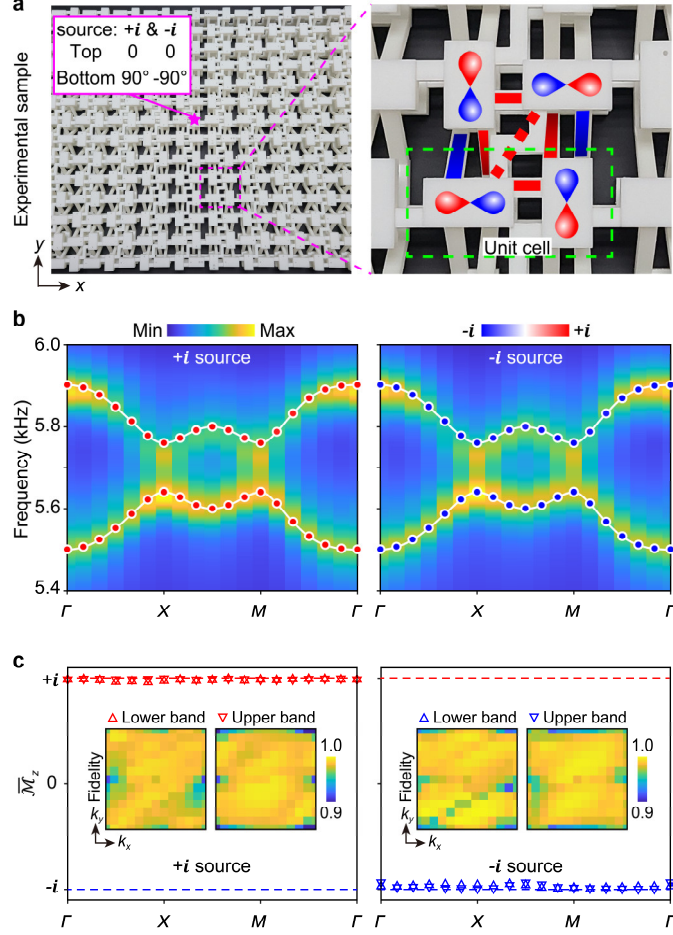 a
Experimental sample
source: +i & -i
Top 0 0
Bottom 90° -90°
y
x
Unit cell
b
Min Max
-i +i
+i source
-i source
Frequency (kHz)
6.0
5.8
5.6
5.4
Γ X M Γ
Γ X M Γ
c
+i
0
-i
M̅z
△ Lower band ▽ Upper band
△ Lower band ▽ Upper band
Fidelity
1.0
0.9
ky
kx
Fidelity
1.0
0.9
ky
kx
+i source
-i source
Γ X M Γ
Γ X M Γ